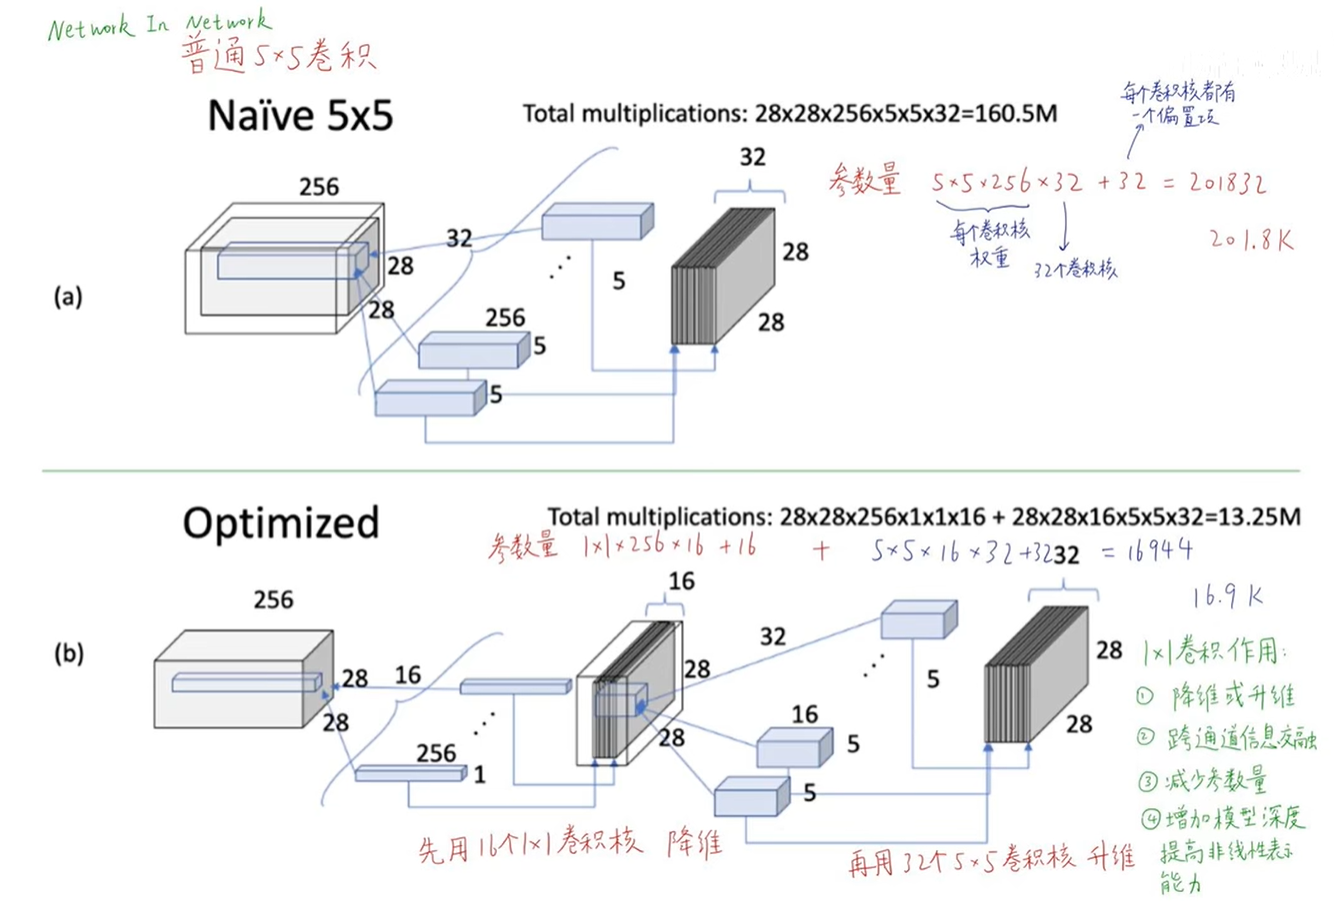 Network In Network
普通5×5卷积
Naïve 5x5
Total multiplications: 28x28x256x5x5x32=160.5M
每个卷积核都有
一个偏置项
参数量 5×5×256×32 + 32 = 201832
每个卷积核
权重
32个卷积核
201.8K
(a)
256
32
28
28
256
5
5
5
32
28
28
Optimized
Total multiplications: 28x28x256x1x1x16 + 28x28x16x5x5x32=13.25M
参数量 1×1×256×16 +16 + 5×5×16×32+32 = 16944
16.9K
(b)
256
28
28
16
256
1
16
28
28
32
16
5
5
5
32
28
28
先用16个1×1卷积核 降维
再用32个5×5卷积核 升维
1×1卷积作用:
① 降维或升维
② 跨通道信息交融
③ 减少参数量
④ 增加模型深度
提高非线性表示
能力